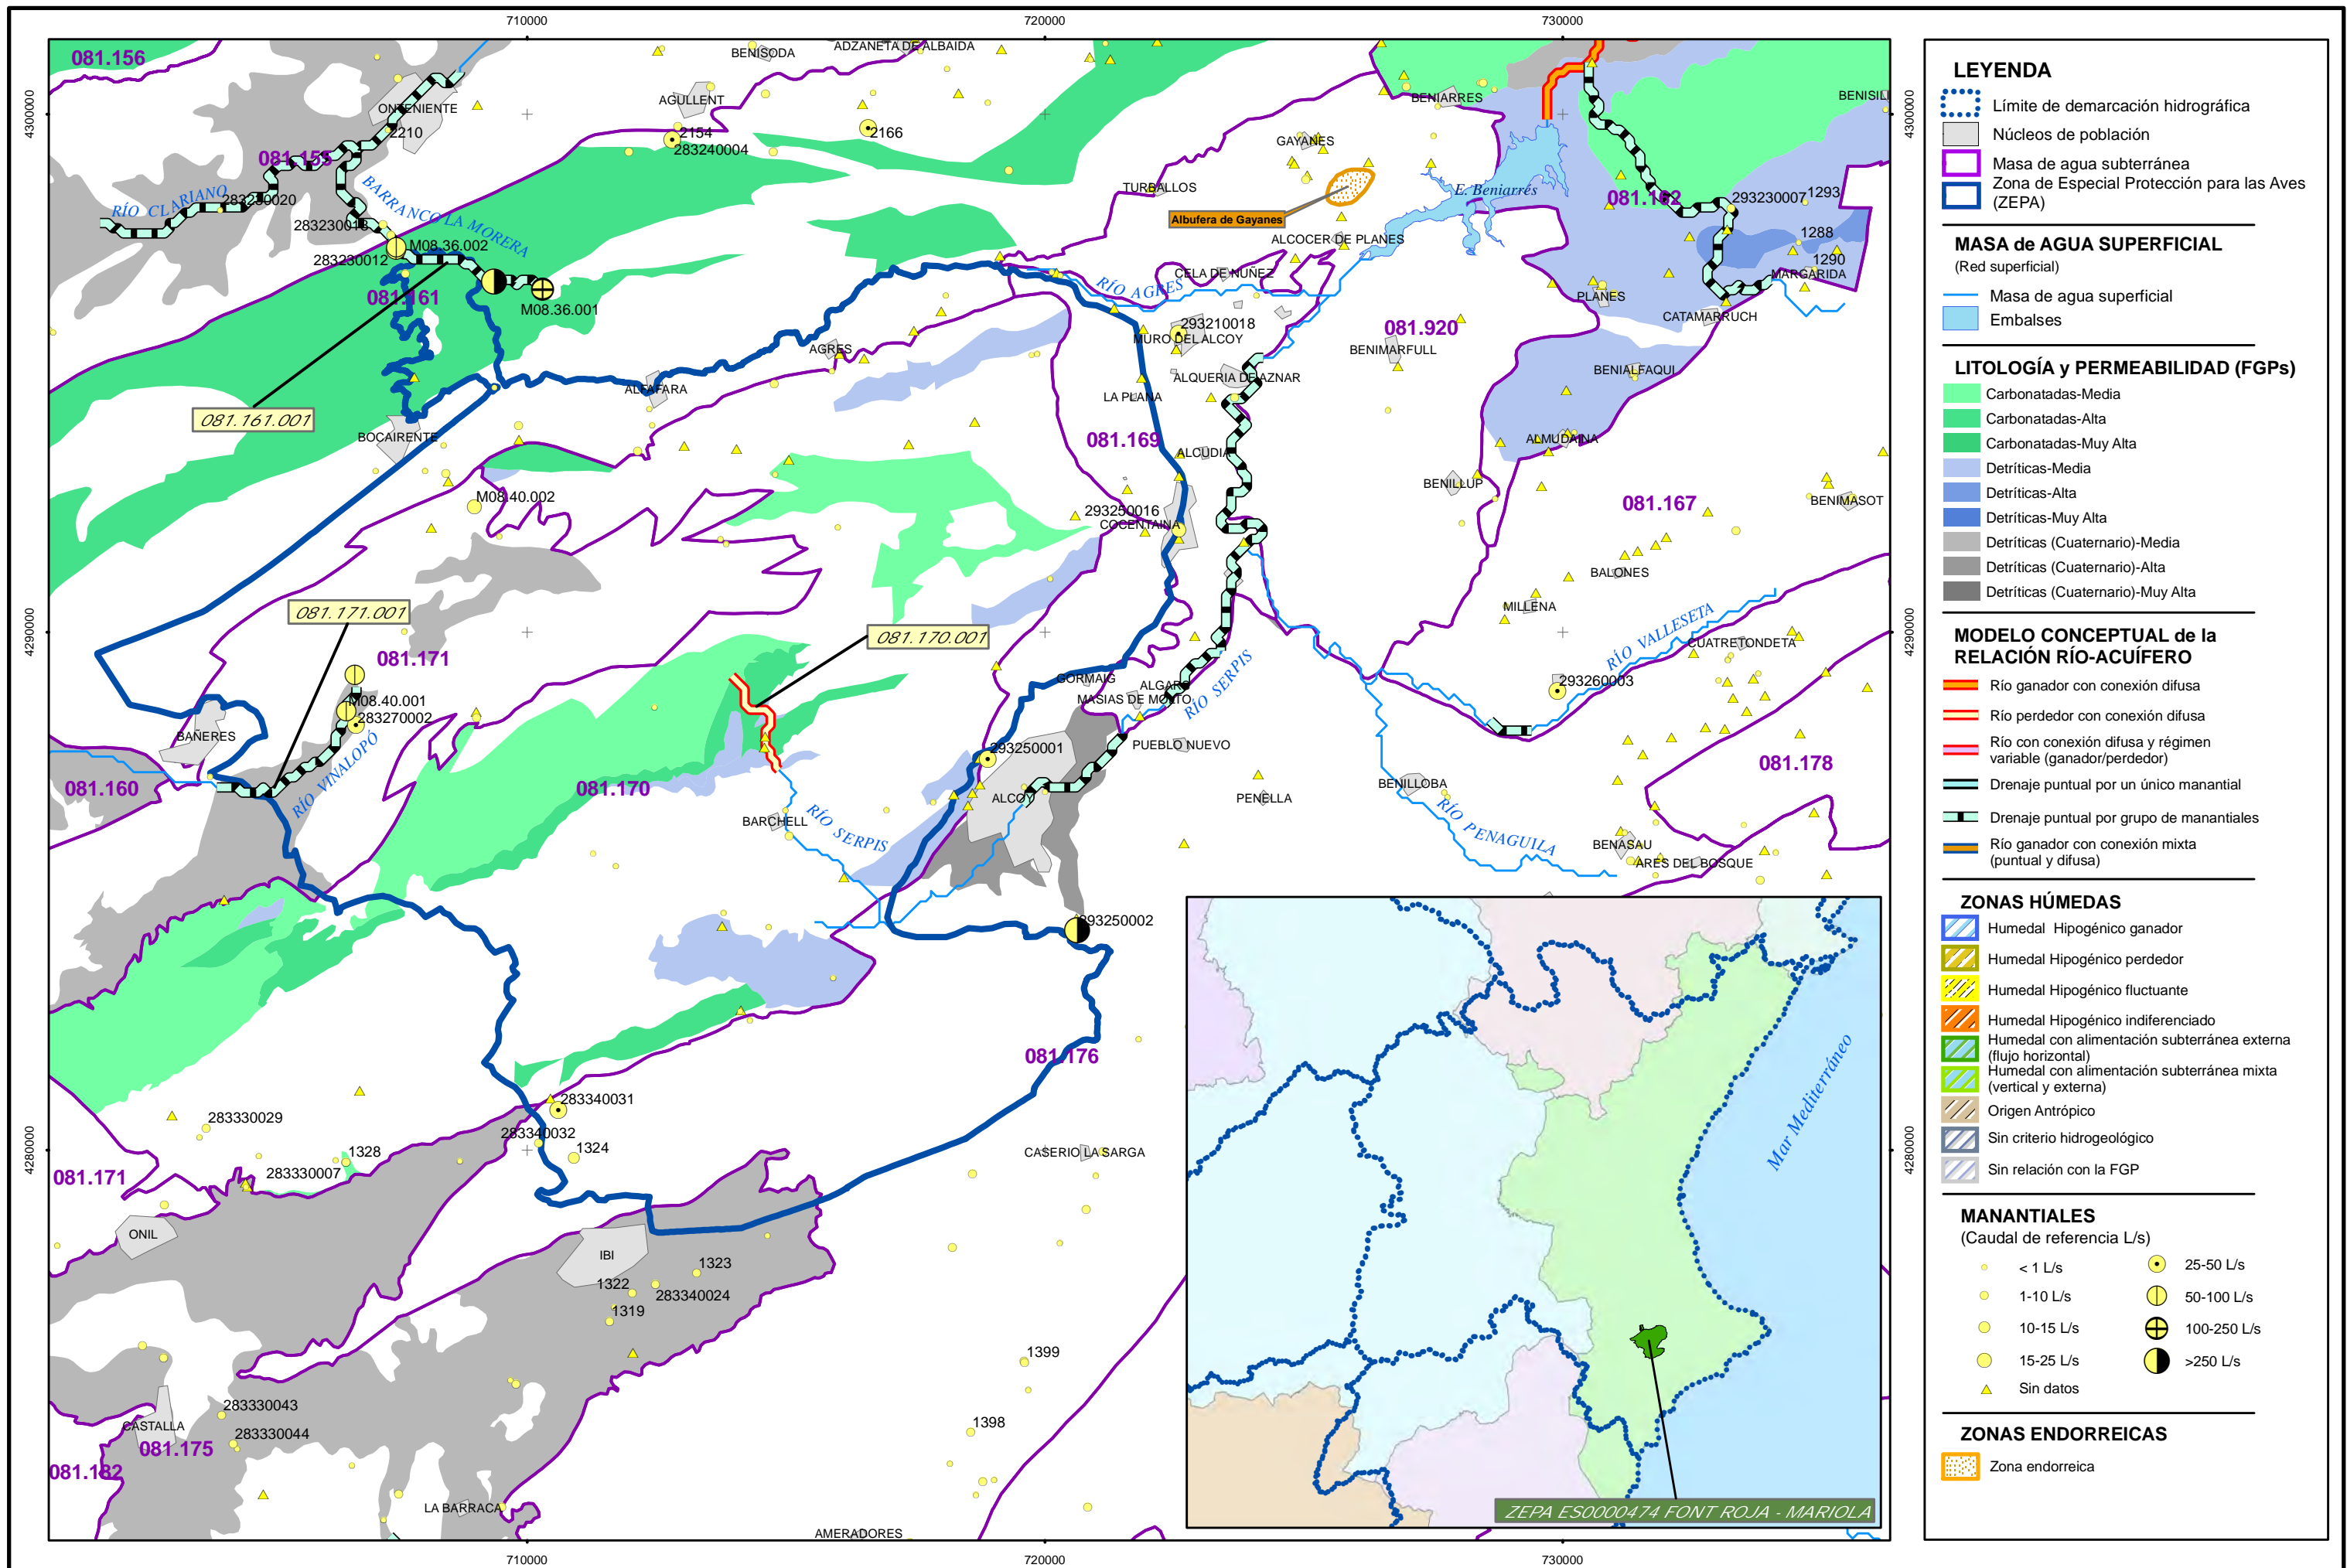 710000
720000
730000
4300000
4290000
4280000
4300000
4290000
4280000
710000
720000
730000
081.156
BENISODA
ADZANETA DE ALBAIDA
ONTENIENTE
2210
AGULLENT
2154
283240004
2166
BENIARRES
BENISILI
081.155
GAYANES
TURBALLOS
E. Beniarrés
Albufera de Gayanes
081.162
293230007
1293
1288
1290
MARGARIDA
RÍO CLARIANO
283230020
BARRANCO LA MORERA
283230013
M08.36.002
283230012
081.161
M08.36.001
ALCOCER DE PLANES
CELA DE NUÑEZ
RÍO AGRES
PLANES
CATAMARRUCH
293210018
MURO DEL ALCOY
081.920
BENIMARFULL
AGRES
ALFAFARA
ALQUERIA DE AZNAR
BENIALFAQUI
LA PLANA
081.161.001
BOCAIRENTE
081.169
ALCUDIA
ALMUDAINA
BENILLUP
081.167
BENIMASOT
M08.40.002
293250016
COCENTAINA
BALONES
MILLENA
081.171.001
081.170.001
081.171
RÍO VALLESETA
CUATRETONDETA
GORMAIG
ALGARS
MASIAS DE MOLTO
RÍO SERPIS
293260003
M08.40.001
283270002
BAÑERES
RÍO VINALOPÓ
293250001
PUEBLO NUEVO
081.178
081.160
081.170
ALCOY
PENELLA
BENILLOBA
BARCHELL
RÍO SERPIS
RÍO PENAGUILA
BENASAU
ARES DEL BOSQUE
293250002
081.176
283330029
283340031
283340032
1324
1328
283330007
CASERIO LA SARGA
081.171
ONIL
IBI
1323
1322
283340024
1319
1399
283330043
CASTALLA
283330044
1398
081.175
081.182
LA BARRACA
AMERADORES
Mar Mediterráneo
ZEPA ES0000474 FONT ROJA - MARIOLA
LEYENDA
Límite de demarcación hidrográfica
Núcleos de población
Masa de agua subterránea
Zona de Especial Protección para las Aves
(ZEPA)
MASA de AGUA SUPERFICIAL
(Red superficial)
Masa de agua superficial
Embalses
LITOLOGÍA y PERMEABILIDAD (FGPs)
Carbonatadas-Media
Carbonatadas-Alta
Carbonatadas-Muy Alta
Detríticas-Media
Detríticas-Alta
Detríticas-Muy Alta
Detríticas (Cuaternario)-Media
Detríticas (Cuaternario)-Alta
Detríticas (Cuaternario)-Muy Alta
MODELO CONCEPTUAL de la
RELACIÓN RÍO-ACUÍFERO
Río ganador con conexión difusa
Río perdedor con conexión difusa
Río con conexión difusa y régimen
variable (ganador/perdedor)
Drenaje puntual por un único manantial
Drenaje puntual por grupo de manantiales
Río ganador con conexión mixta
(puntual y difusa)
ZONAS HÚMEDAS
Humedal Hipogénico ganador
Humedal Hipogénico perdedor
Humedal Hipogénico fluctuante
Humedal Hipogénico indiferenciado
Humedal con alimentación subterránea externa
(flujo horizontal)
Humedal con alimentación subterránea mixta
(vertical y externa)
Origen Antrópico
Sin criterio hidrogeológico
Sin relación con la FGP
MANANTIALES
(Caudal de referencia L/s)
< 1 L/s
25-50 L/s
1-10 L/s
50-100 L/s
10-15 L/s
100-250 L/s
15-25 L/s
>250 L/s
Sin datos
ZONAS ENDORREICAS
Zona endorreica